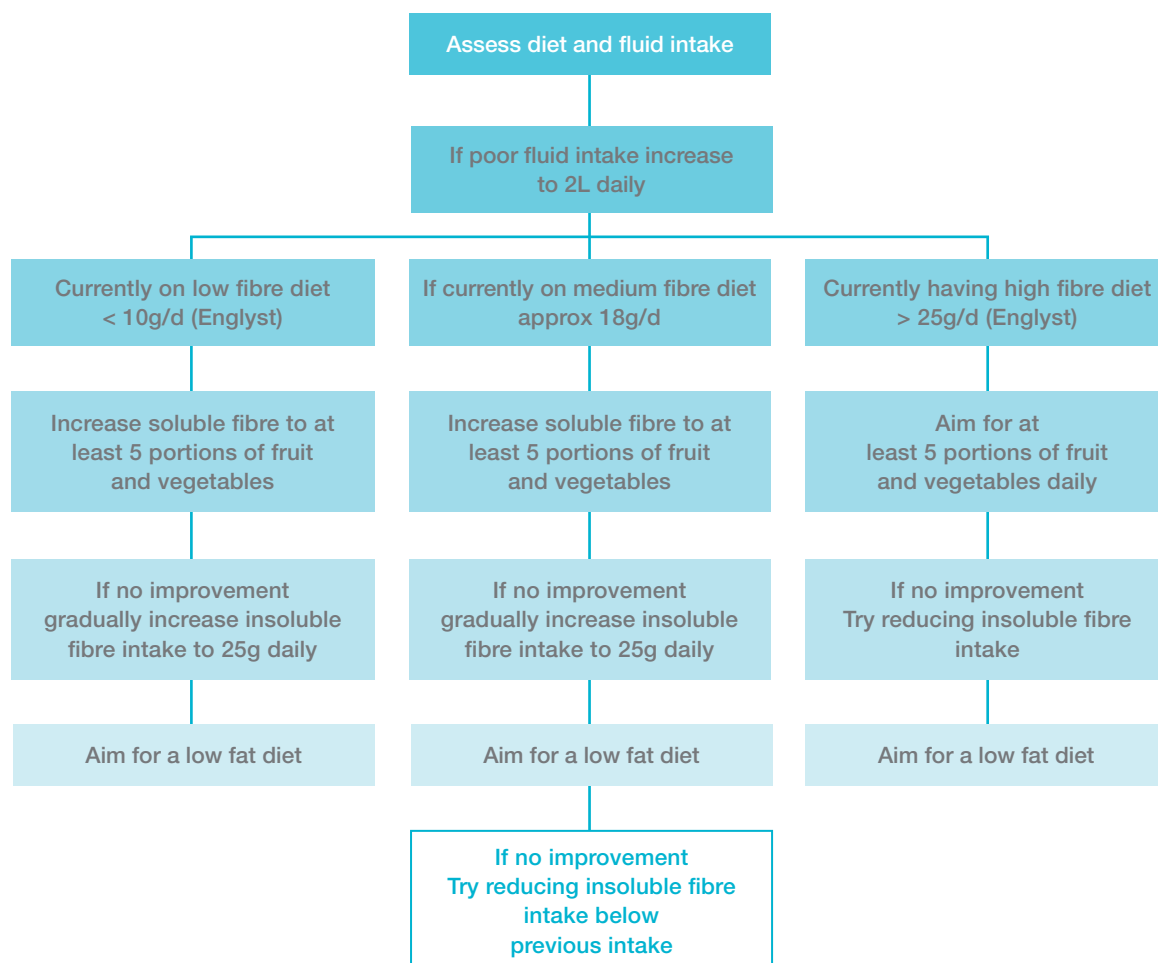 Assess diet and fluid intake
If poor fluid intake increase
to 2L daily
Currently on low fibre diet
< 10g/d (Englyst)
If currently on medium fibre diet
approx 18g/d
Currently having high fibre diet
> 25g/d (Englyst)
Increase soluble fibre to at
least 5 portions of fruit
and vegetables
Increase soluble fibre to at
least 5 portions of fruit
and vegetables
Aim for at
least 5 portions of fruit
and vegetables daily
If no improvement
gradually increase insoluble
fibre intake to 25g daily
If no improvement
gradually increase insoluble
fibre intake to 25g daily
If no improvement
Try reducing insoluble fibre
intake
Aim for a low fat diet
Aim for a low fat diet
Aim for a low fat diet
If no improvement
Try reducing insoluble fibre
intake below
previous intake